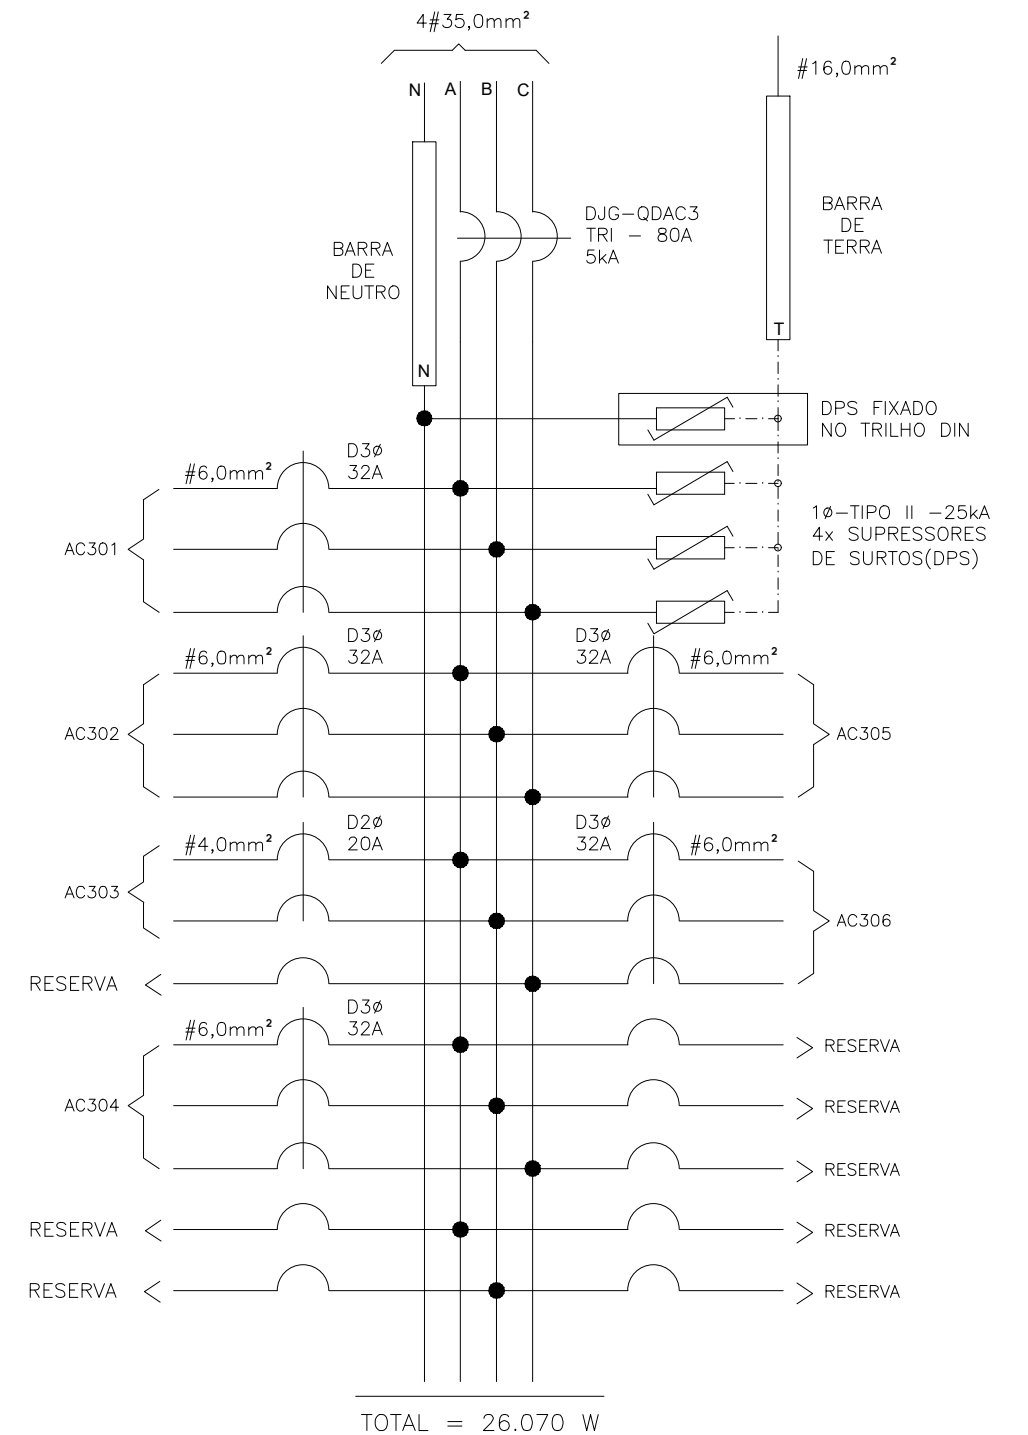 4#35,0mm²
#16,0mm²
N A B C
DJG-QDAC3
TRI - 80A
5kA
BARRA
DE
TERRA
BARRA
DE
NEUTRO
T
N
DPS FIXADO
NO TRILHO DIN
D3ø
32A
#6,0mm²
AC301
1ø-TIPO II -25kA
4x SUPRESSORES
DE SURTOS(DPS)
D3ø
32A
#6,0mm²
D3ø
32A
#6,0mm²
AC302
AC305
D2ø
20A
#4,0mm²
D3ø
32A
#6,0mm²
AC303
AC306
RESERVA
D3ø
32A
#6,0mm²
RESERVA
AC304
RESERVA
RESERVA
RESERVA
RESERVA
RESERVA
RESERVA
TOTAL = 26.070 W